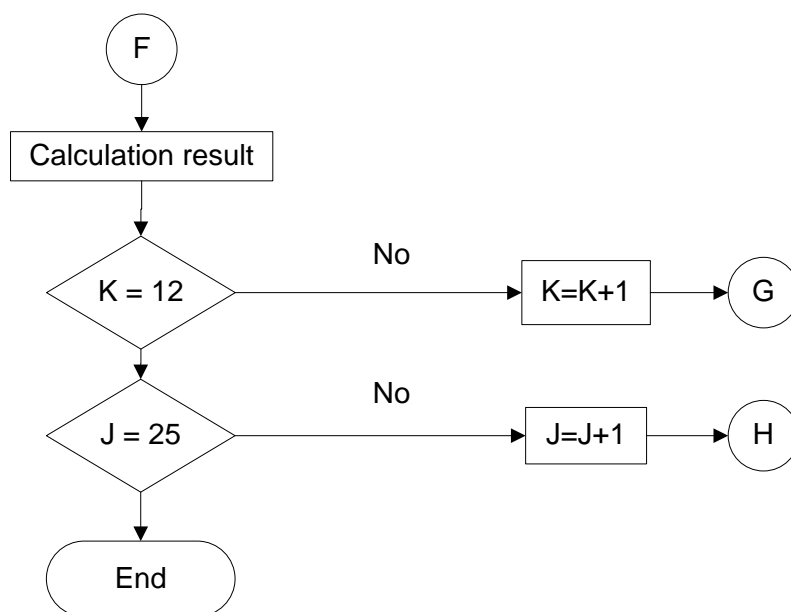 F
Calculation result
K = 12
No
K=K+1
G
J = 25
No
J=J+1
H
End